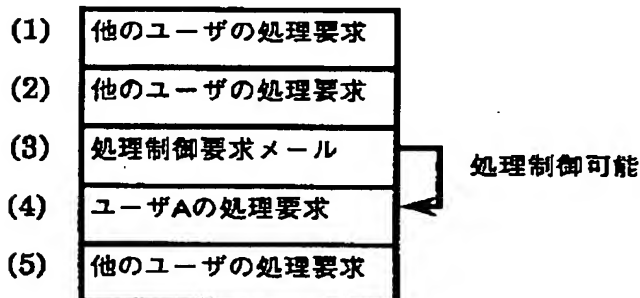 (1) 他のユーザの処理要求
(2) 他のユーザの処理要求
(3) 処理制御要求メール
処理制御可能
(4) ユーザAの処理要求
(5) 他のユーザの処理要求